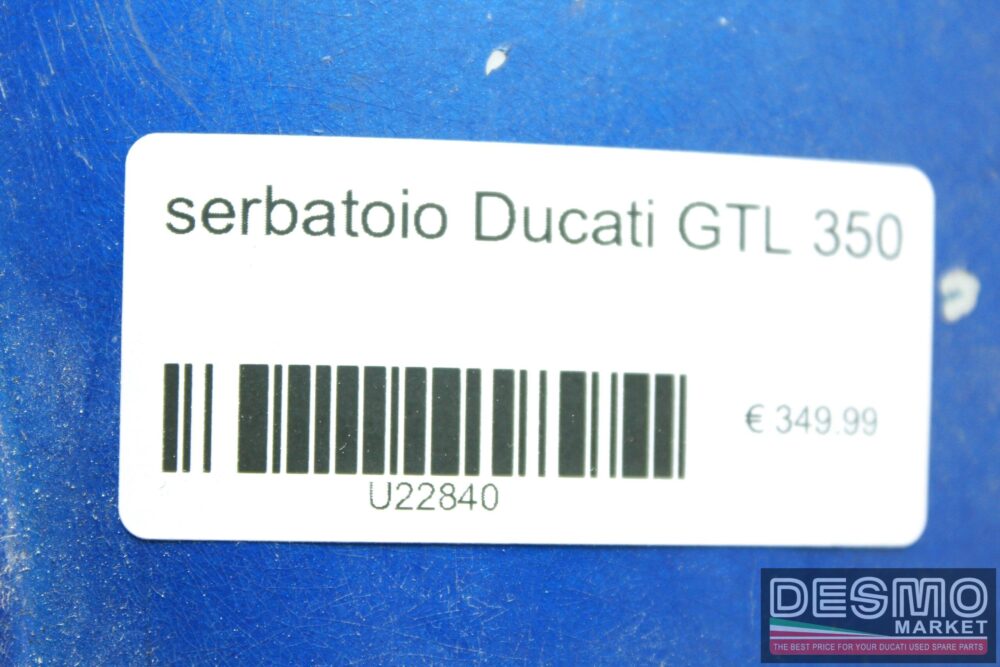 serbatoio Ducati GTL 350
€ 349.99
U22840
DESMO
MARKET
THE BEST PRICE FOR YOUR DUCATI USED SPARE PARTS